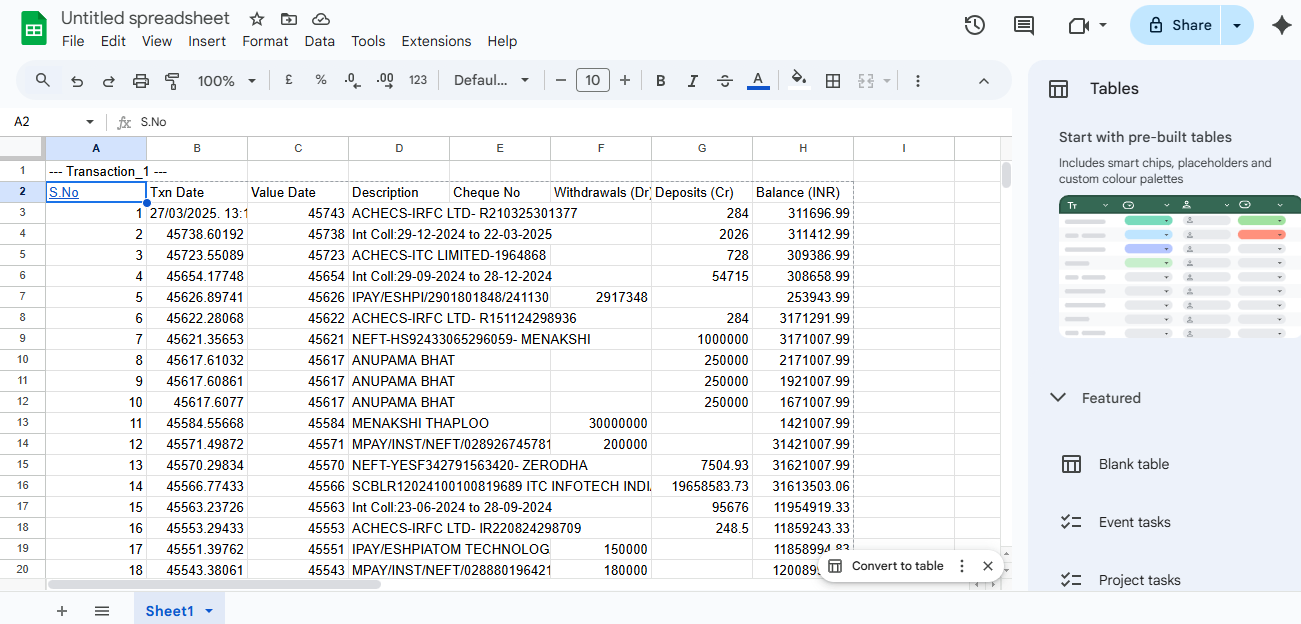 Untitled spreadsheet
File Edit View Insert Format Data Tools Extensions Help
Share
100% £ % .0 .00 123 Defaul... 10 B I S A
A2 fx S.No
A B C D E F G H I
1 --- Transaction_1 ---
2 S.No Txn Date Value Date Description Cheque No Withdrawals (Dr) Deposits (Cr) Balance (INR)
3 1 27/03/2025. 13:1 45743 ACHECS-IRFC LTD- R210325301377 284 311696.99
4 2 45738.60192 45738 Int Coll:29-12-2024 to 22-03-2025 2026 311412.99
5 3 45723.55089 45723 ACHECS-ITC LIMITED-1964868 728 309386.99
6 4 45654.17748 45654 Int Coll:29-09-2024 to 28-12-2024 54715 308658.99
7 5 45626.89741 45626 IPAY/ESHPI/2901801848/241130 2917348 253943.99
8 6 45622.28068 45622 ACHECS-IRFC LTD- R151124298936 284 3171291.99
9 7 45621.35653 45621 NEFT-HS92433065296059- MENAKSHI 1000000 3171007.99
10 8 45617.61032 45617 ANUPAMA BHAT 250000 2171007.99
11 9 45617.60861 45617 ANUPAMA BHAT 250000 1921007.99
12 10 45617.6077 45617 ANUPAMA BHAT 250000 1671007.99
13 11 45584.55668 45584 MENAKSHI THAPLOO 30000000 1421007.99
14 12 45571.49872 45571 MPAY/INST/NEFT/028926745781 200000 31421007.99
15 13 45570.29834 45570 NEFT-YESF342791563420- ZERODHA 7504.93 31621007.99
16 14 45566.77433 45566 SCBLR12024100100819689 ITC INFOTECH INDI 19658583.73 31613503.06
17 15 45563.23726 45563 Int Coll:23-06-2024 to 28-09-2024 95676 11954919.33
18 16 45553.29433 45553 ACHECS-IRFC LTD- IR220824298709 248.5 11859243.33
19 17 45551.39762 45551 IPAY/ESHPIATOM TECHNOLOG 150000 11858994.83
20 18 45543.38061 45543 MPAY/INST/NEFT/028880196421 180000 120089
Convert to table
Sheet1
Tables
Start with pre-built tables
Includes smart chips, placeholders and
custom colour palettes
Tт
Featured
Blank table
Event tasks
Project tasks